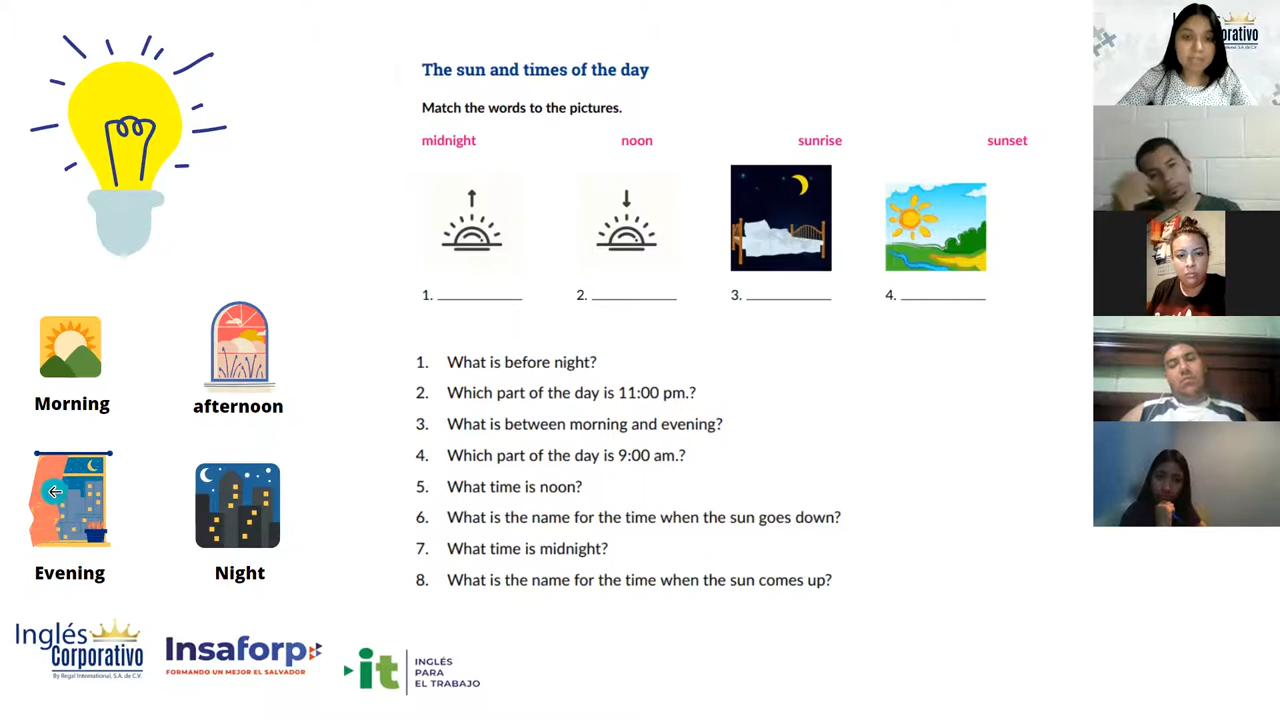 The sun and times of the day
Match the words to the pictures.
midnight noon sunrise sunset
1. __________ 2. __________ 3. __________ 4. __________
1. What is before night?
2. Which part of the day is 11:00 pm.?
3. What is between morning and evening?
4. Which part of the day is 9:00 am.?
5. What time is noon?
6. What is the name for the time when the sun goes down?
7. What time is midnight?
8. What is the name for the time when the sun comes up?
Morning afternoon
Evening Night
Inglés
Corporativo
By Regal International, S.A. de C.V.
Insaforp
FORMANDO UN MEJOR EL SALVADOR
it
INGLÉS
PARA
EL TRABAJO